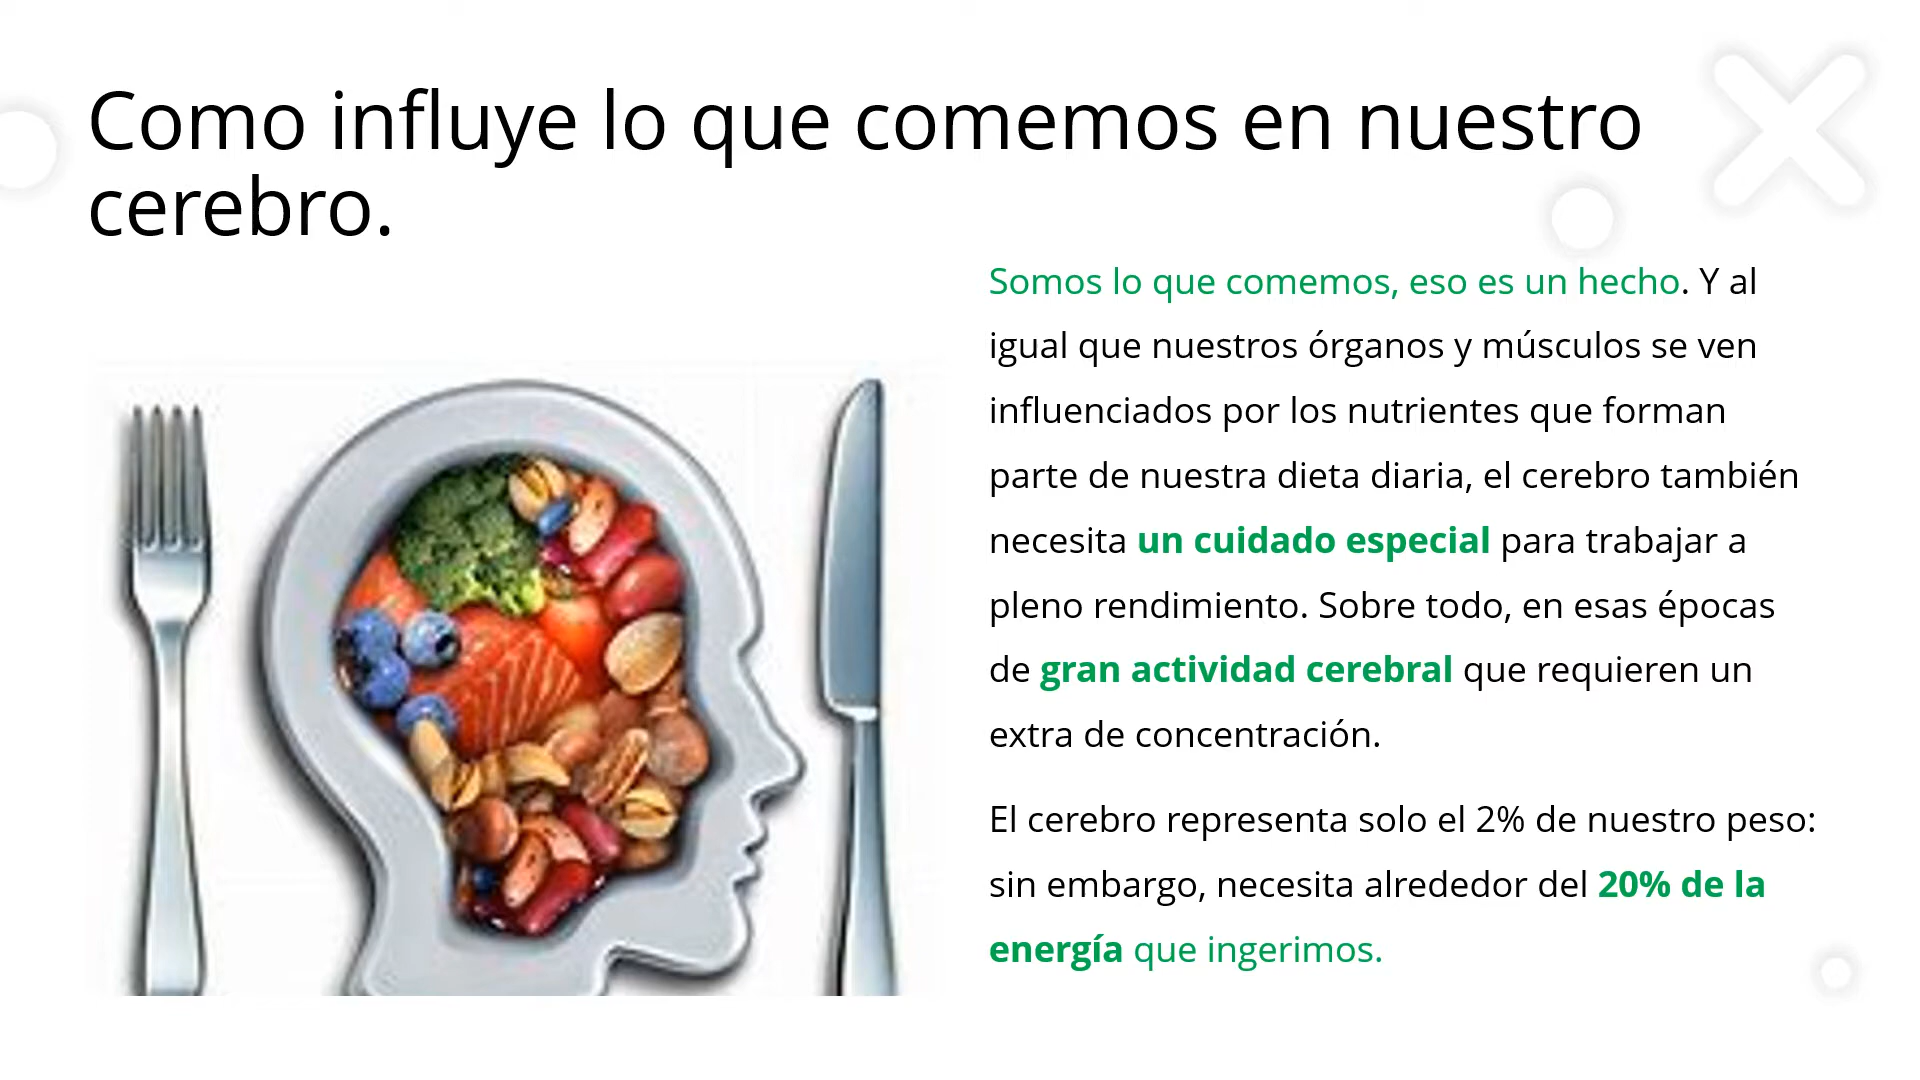 Como influye lo que comemos en nuestro
cerebro.
Somos lo que comemos, eso es un hecho. Y al
igual que nuestros órganos y músculos se ven
influenciados por los nutrientes que forman
parte de nuestra dieta diaria, el cerebro también
necesita un cuidado especial para trabajar a
pleno rendimiento. Sobre todo, en esas épocas
de gran actividad cerebral que requieren un
extra de concentración.
El cerebro representa solo el 2% de nuestro peso:
sin embargo, necesita alrededor del 20% de la
energía que ingerimos.